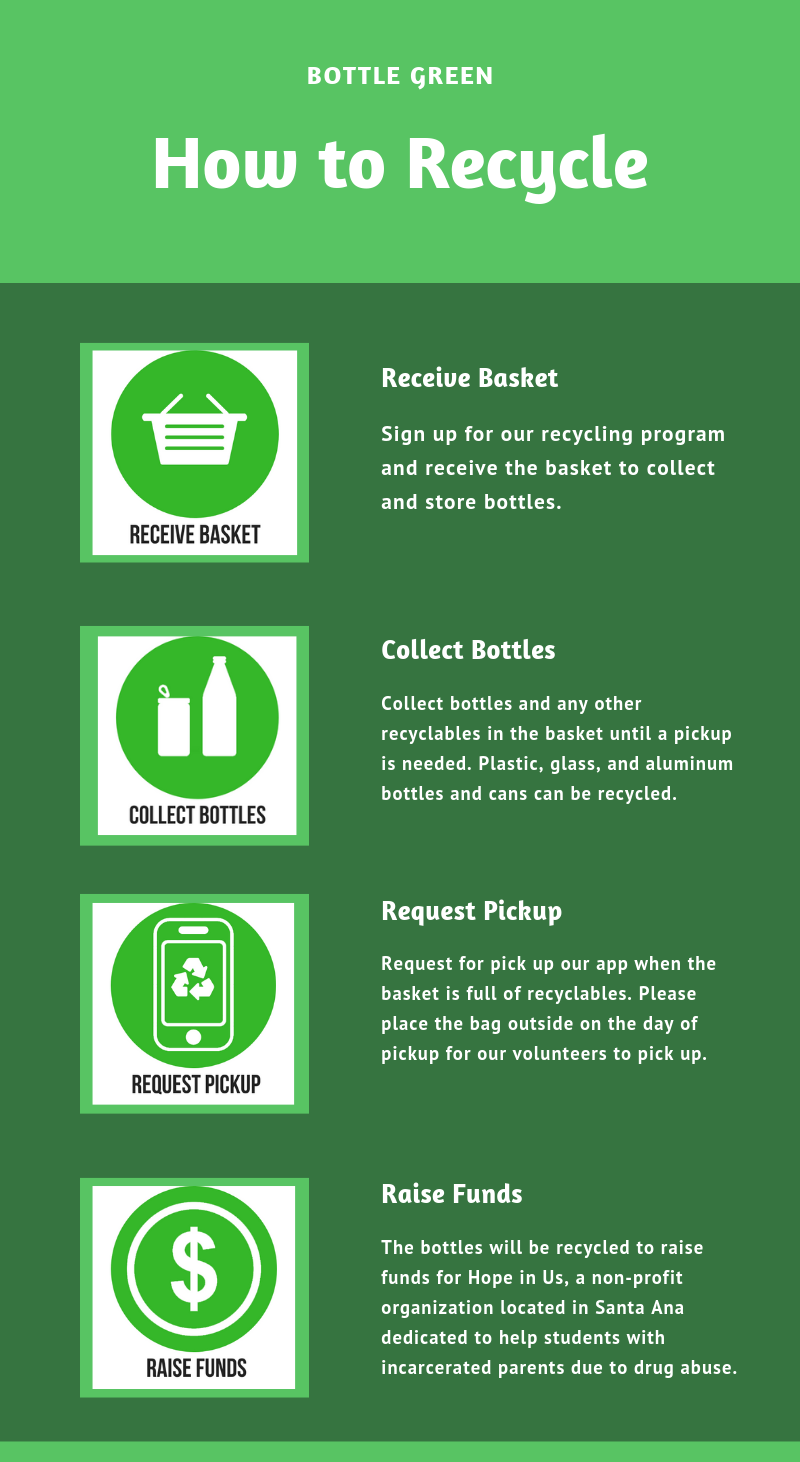 BOTTLE GREEN
How to Recycle
RECEIVE BASKET
Receive Basket
Sign up for our recycling program
and receive the basket to collect
and store bottles.
COLLECT BOTTLES
Collect Bottles
Collect bottles and any other
recyclables in the basket until a pickup
is needed. Plastic, glass, and aluminum
bottles and cans can be recycled.
REQUEST PICKUP
Request Pickup
Request for pick up our app when the
basket is full of recyclables. Please
place the bag outside on the day of
pickup for our volunteers to pick up.
$
RAISE FUNDS
Raise Funds
The bottles will be recycled to raise
funds for Hope in Us, a non-profit
organization located in Santa Ana
dedicated to help students with
incarcerated parents due to drug abuse.